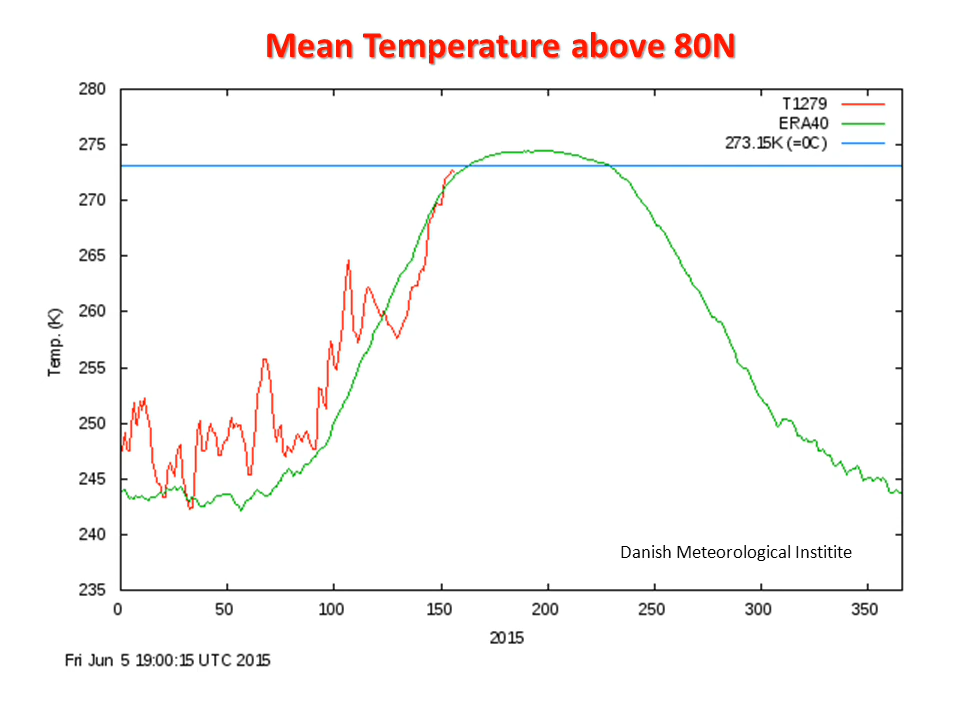 Mean Temperature above 80N
280
275
270
265
260
255
250
245
240
235
Temp. (K)
T1279
ERA40
273.15K (=0C)
Danish Meteorological Institite
0 50 100 150 200 250 300 350
2015
Fri Jun 5 19:00:15 UTC 2015